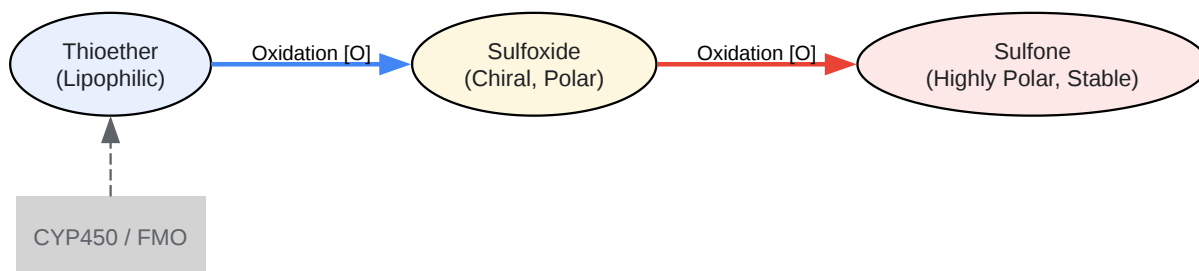 Thioether
(Lipophilic)
Oxidation [O]
Sulfoxide
(Chiral, Polar)
Oxidation [O]
Sulfone
(Highly Polar, Stable)
CYP450 / FMO